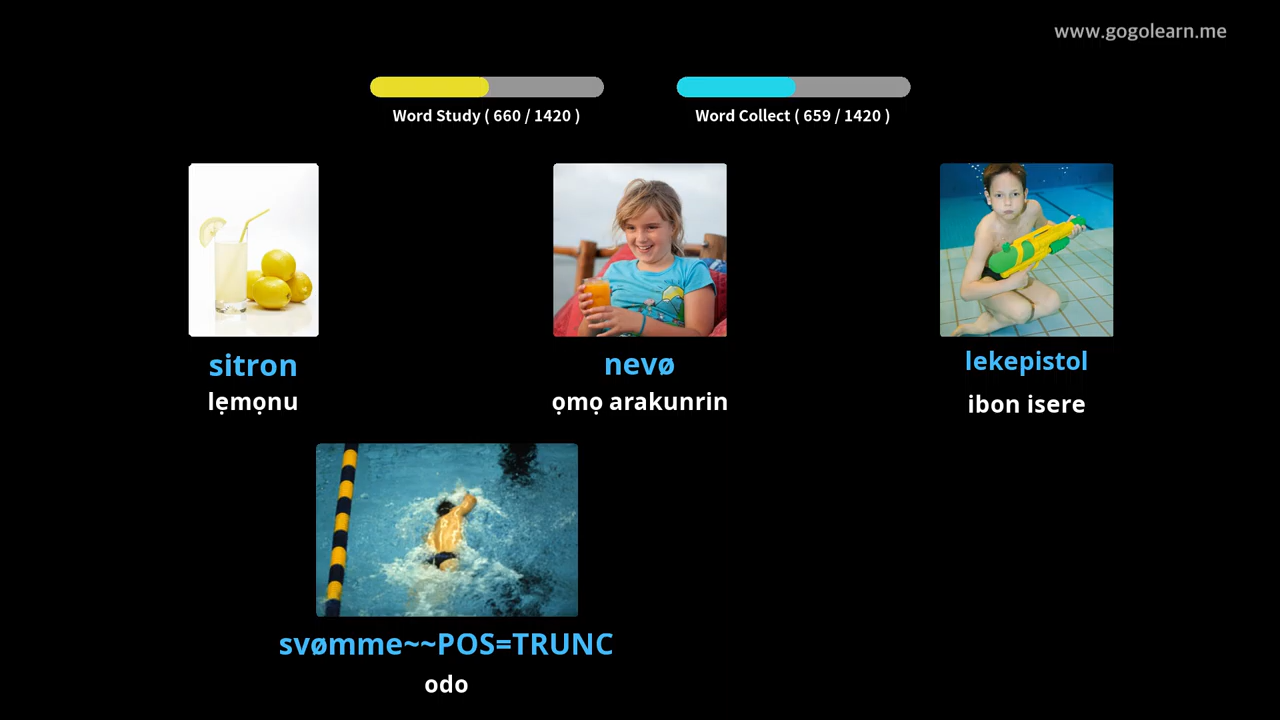 www.gogolearn.me
Word Study ( 660 / 1420 )
Word Collect ( 659 / 1420 )
sitron
nevø
lekepistol
lẹmọnu
ọmọ arakunrin
ibon isere
svømme~~POS=TRUNC
odo